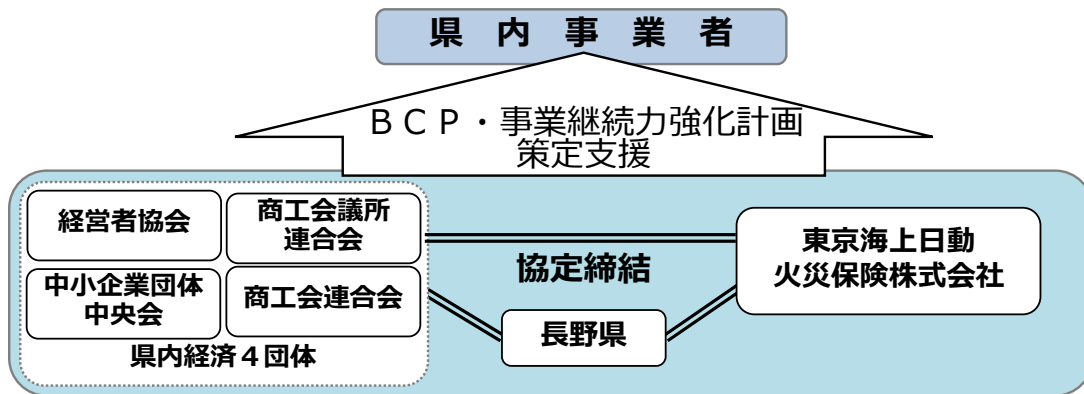 県内事業者
ＢＣＰ・事業継続力強化計画
策定支援
経営者協会
商工会議所
連合会
中小企業団体
中央会
商工会連合会
県内経済４団体
協定締結
長野県
東京海上日動
火災保険株式会社